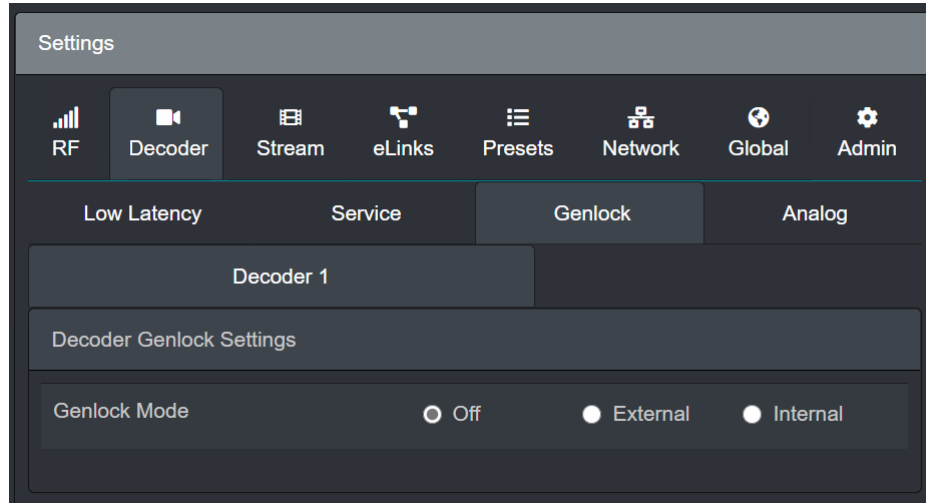 Settings
RF Decoder Stream eLinks Presets Network Global Admin
Low Latency Service Genlock Analog
Decoder 1
Decoder Genlock Settings
Genlock Mode Off External Internal